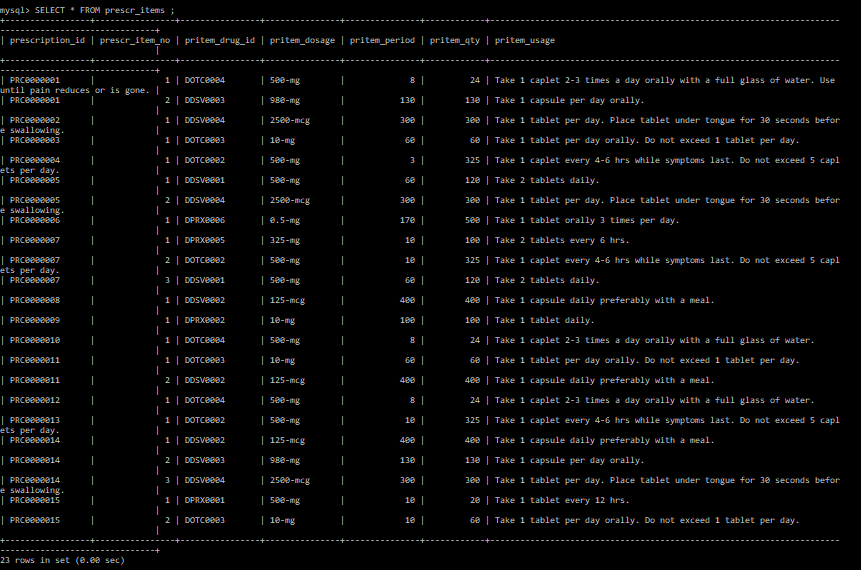 mysql> SELECT * FROM prescr_items ;
| prescription_id | prescr_item_no | pritem_drug_id | pritem_dosage | pritem_period | pritem_qty | pritem_usage
|
| PRC0000001 | 1 | DOTC0004 | 500-mg | 8 | 24 | Take 1 caplet 2-3 times a day orally with a full glass of water. Use
until pain reduces or is gone. |
| PRC0000001 | 2 | DDSV0003 | 980-mg | 130 | 130 | Take 1 capsule per day orally.
|
| PRC0000002 | 1 | DDSV0004 | 2500-mcg | 300 | 300 | Take 1 tablet per day. Place tablet under tongue for 30 seconds befor
e swallowing. |
| PRC0000003 | 1 | DOTC0003 | 10-mg | 60 | 60 | Take 1 tablet per day orally. Do not exceed 1 tablet per day.
|
| PRC0000004 | 1 | DOTC0002 | 500-mg | 3 | 325 | Take 1 caplet every 4-6 hrs while symptoms last. Do not exceed 5 capl
ets per day. |
| PRC0000005 | 1 | DDSV0001 | 500-mg | 60 | 120 | Take 2 tablets daily.
|
| PRC0000005 | 2 | DDSV0004 | 2500-mcg | 300 | 300 | Take 1 tablet per day. Place tablet under tongue for 30 seconds befor
e swallowing. |
| PRC0000006 | 1 | DPRX0006 | 0.5-mg | 170 | 500 | Take 1 tablet orally 3 times per day.
|
| PRC0000007 | 1 | DPRX0005 | 325-mg | 10 | 100 | Take 2 tablets every 6 hrs.
|
| PRC0000007 | 2 | DOTC0002 | 500-mg | 10 | 325 | Take 1 caplet every 4-6 hrs while symptoms last. Do not exceed 5 capl
ets per day. |
| PRC0000007 | 3 | DDSV0001 | 500-mg | 60 | 120 | Take 2 tablets daily.
|
| PRC0000008 | 1 | DDSV0002 | 125-mcg | 400 | 400 | Take 1 capsule daily preferably with a meal.
|
| PRC0000009 | 1 | DPRX0002 | 10-mg | 100 | 100 | Take 1 tablet daily.
|
| PRC0000010 | 1 | DOTC0004 | 500-mg | 8 | 24 | Take 1 caplet 2-3 times a day orally with a full glass of water.
|
| PRC0000011 | 1 | DOTC0003 | 10-mg | 60 | 60 | Take 1 tablet per day orally. Do not exceed 1 tablet per day.
|
| PRC0000011 | 2 | DDSV0002 | 125-mcg | 400 | 400 | Take 1 capsule daily preferably with a meal.
|
| PRC0000012 | 1 | DOTC0004 | 500-mg | 8 | 24 | Take 1 caplet 2-3 times a day orally with a full glass of water.
|
| PRC0000013 | 1 | DOTC0002 | 500-mg | 10 | 325 | Take 1 caplet every 4-6 hrs while symptoms last. Do not exceed 5 capl
ets per day. |
| PRC0000014 | 1 | DDSV0002 | 125-mcg | 400 | 400 | Take 1 capsule daily preferably with a meal.
|
| PRC0000014 | 2 | DDSV0003 | 980-mg | 130 | 130 | Take 1 capsule per day orally.
|
| PRC0000014 | 3 | DDSV0004 | 2500-mcg | 300 | 300 | Take 1 tablet per day. Place tablet under tongue for 30 seconds befor
e swallowing. |
| PRC0000015 | 1 | DPRX0001 | 500-mg | 10 | 20 | Take 1 tablet every 12 hrs.
|
| PRC0000015 | 2 | DOTC0003 | 10-mg | 10 | 60 | Take 1 tablet per day orally. Do not exceed 1 tablet per day.
|
23 rows in set (0.00 sec)